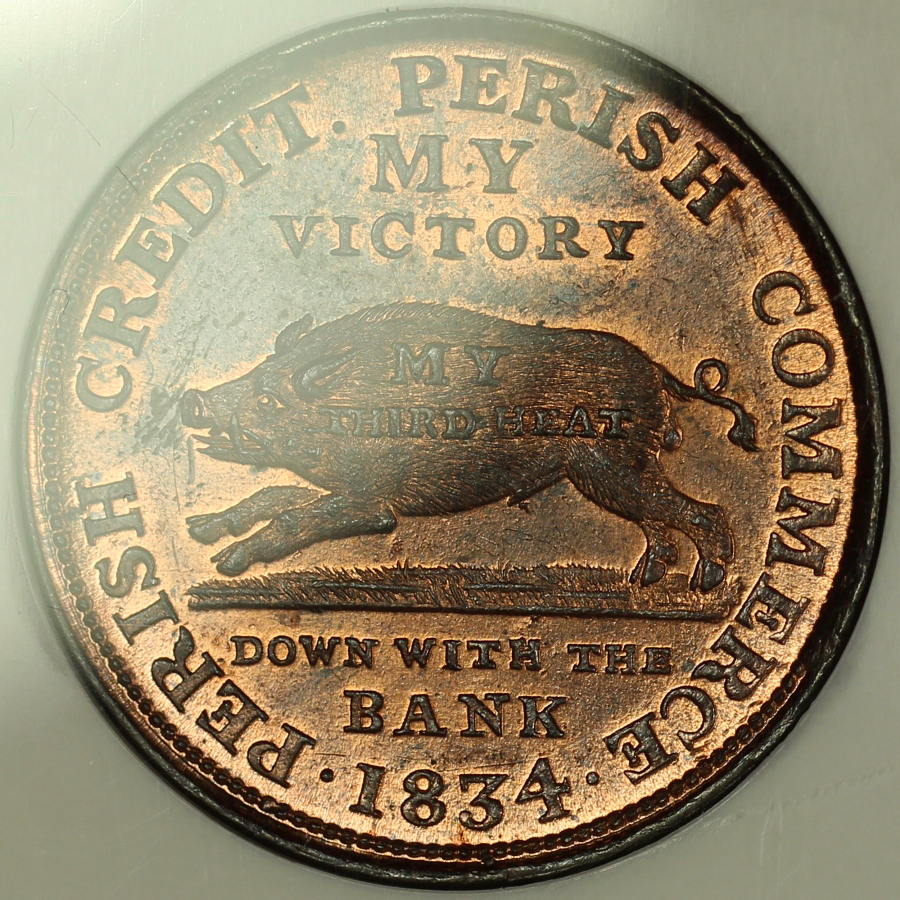 PERISH CREDIT. PERISH COMMERCE
MY
VICTORY
MY
THIRD HEAT
DOWN WITH THE
BANK
· 1834 ·